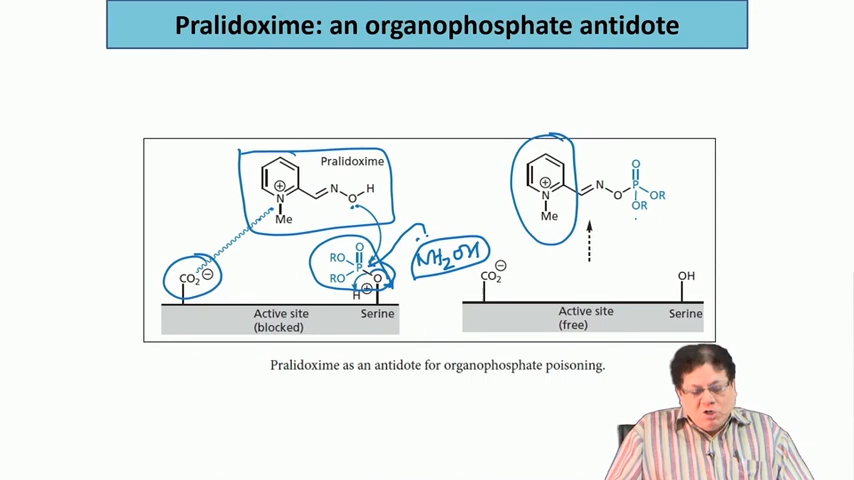 Pralidoxime: an organophosphate antidote
Pralidoxime
N
O
H
N
Me
O
RO
P
RO
O
H
?
NH2OH
CO2
Active site
(blocked)
Serine
N
O
O
P
OR
OR
N
Me
CO2
OH
Active site
(free)
Serine
Pralidoxime as an antidote for organophosphate poisoning.